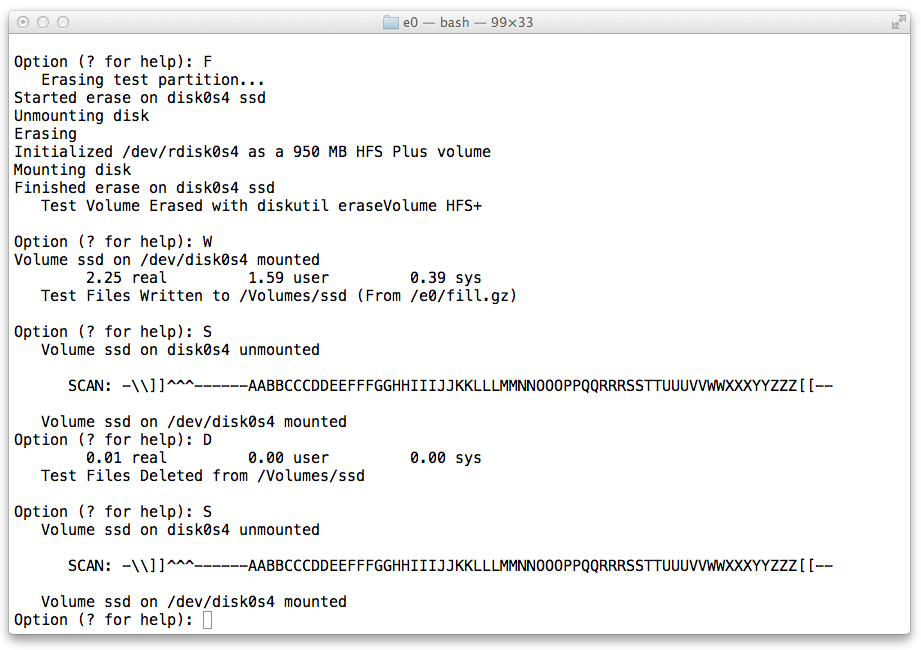 e0 — bash — 99×33
Option (? for help): F
   Erasing test partition...
Started erase on disk0s4 ssd
Unmounting disk
Erasing
Initialized /dev/rdisk0s4 as a 950 MB HFS Plus volume
Mounting disk
Finished erase on disk0s4 ssd
   Test Volume Erased with diskutil eraseVolume HFS+
Option (? for help): W
Volume ssd on /dev/disk0s4 mounted
        2.25 real         1.59 user         0.39 sys
   Test Files Written to /Volumes/ssd (From /e0/fill.gz)
Option (? for help): S
   Volume ssd on disk0s4 unmounted
      SCAN: -\\]]^^^------AABBCCCDDEEFFFGGHHIIIJJKKLLLMMNNOOOPPQQRRRSSTTUUUVVWWXXXYYZZZ[[--
   Volume ssd on /dev/disk0s4 mounted
Option (? for help): D
        0.01 real         0.00 user         0.00 sys
   Test Files Deleted from /Volumes/ssd
Option (? for help): S
   Volume ssd on disk0s4 unmounted
      SCAN: -\\]]^^^------AABBCCCDDEEFFFGGHHIIIJJKKLLLMMNNOOOPPQQRRRSSTTUUUVVWWXXXYYZZZ[[--
   Volume ssd on /dev/disk0s4 mounted
Option (? for help):